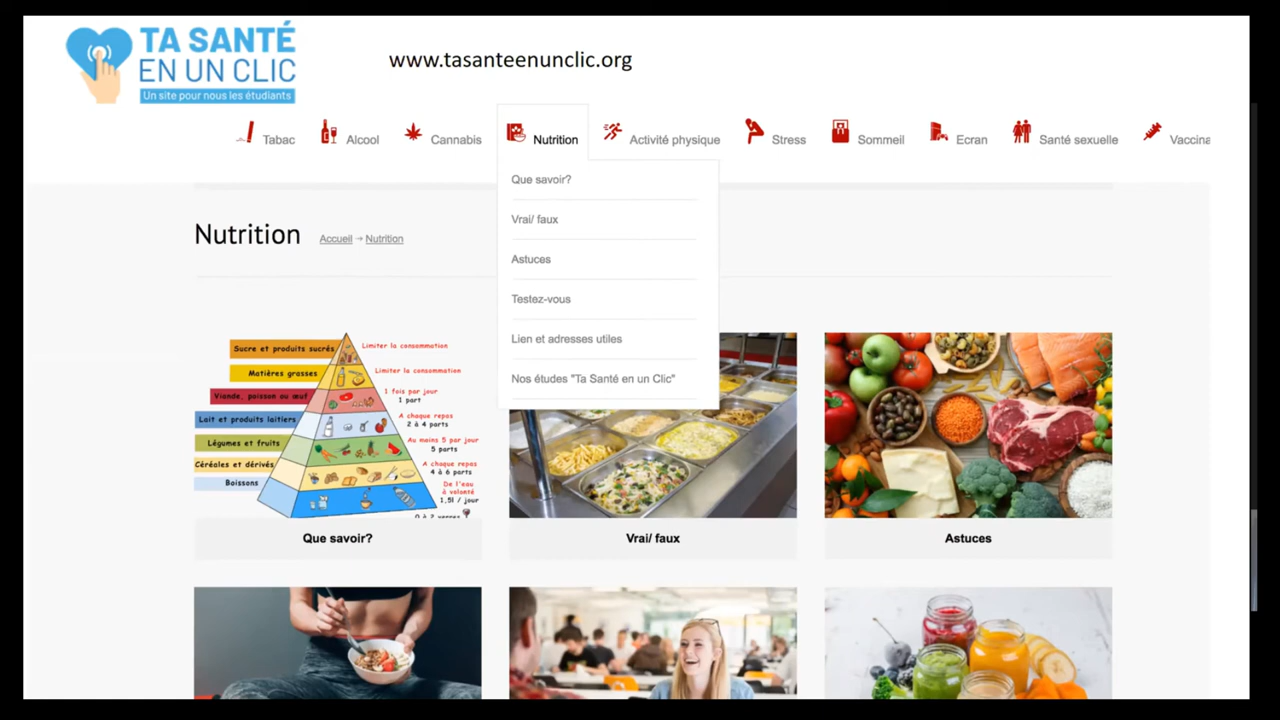 TA SANTÉ
EN UN CLIC
Un site pour nous les étudiants
www.tasanteenunclic.org
Tabac
Alcool
Cannabis
Nutrition
Activité physique
Stress
Sommeil
Ecran
Santé sexuelle
Vaccina
Que savoir?
Vrai/ faux
Astuces
Testez-vous
Lien et adresses utiles
Nos études "Ta Santé en un Clic"
Nutrition
Accueil → Nutrition
Sucre et produits sucrés
Limiter la consommation
Matières grasses
Limiter la consommation
Viande, poisson ou œuf
1 fois par jour
1 part
Lait et produits laitiers
A chaque repas
2 à 4 parts
Légumes et fruits
Au moins 5 par jour
5 parts
Céréales et dérivés
A chaque repas
4 à 6 parts
Boissons
De l'eau
à volonté
1,5l / jour
0 à 2 verres
Que savoir?
Vrai/ faux
Astuces